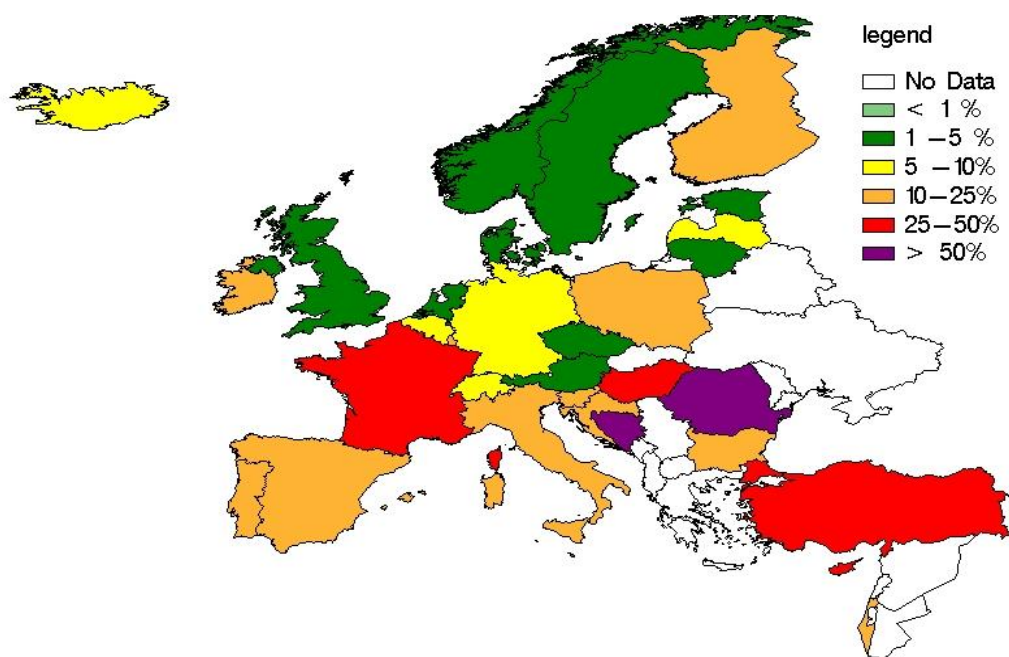 legend
No Data
< 1 %
1 –5 %
5 –10%
10–25%
25–50%
> 50%